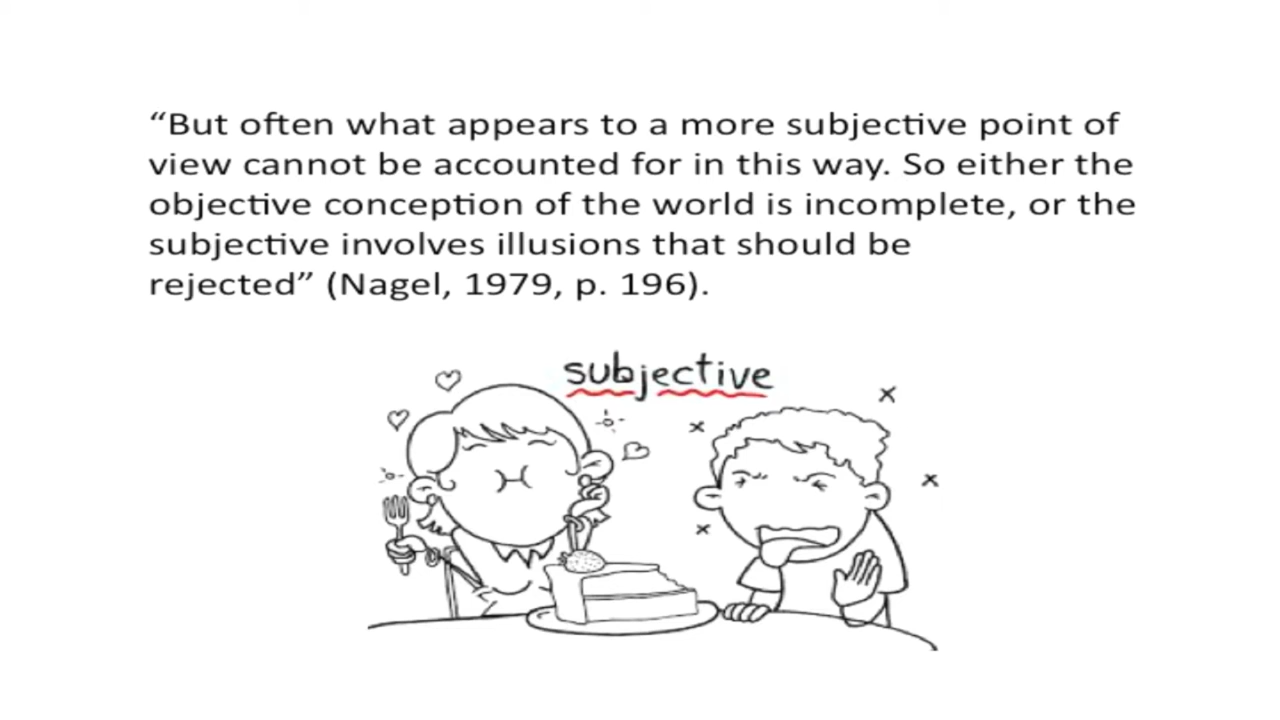 “But often what appears to a more subjective point of
view cannot be accounted for in this way. So either the
objective conception of the world is incomplete, or the
subjective involves illusions that should be
rejected” (Nagel, 1979, p. 196).
subjective